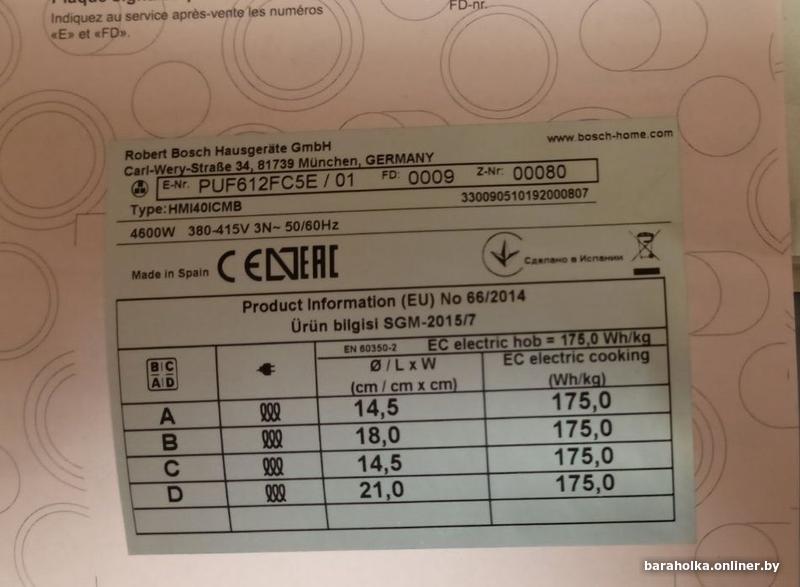 Indiquez au service après-vente les numéros
«E» et «FD».
FD-nr.
Robert Bosch Hausgeräte GmbH
www.bosch-home.com
Carl-Wery-Straße 34, 81739 München, GERMANY
E-Nr. PUF612FC5E / 01 FD: 0009 Z-Nr: 00080
Type:HMI40ICMB
330090510192000807
4600W 380-415V 3N~ 50/60Hz
Made in Spain CE EAC
Сделано в Испании
Product Information (EU) No 66/2014
Ürün bilgisi SGM-2015/7
EN 60350-2 EC electric hob = 175,0 Wh/kg
B C
A D
Ø / L x W
(cm / cm x cm)
EC electric cooking
(Wh/kg)
A 14,5 175,0
B 18,0 175,0
C 14,5 175,0
D 21,0 175,0
baraholka.onliner.by